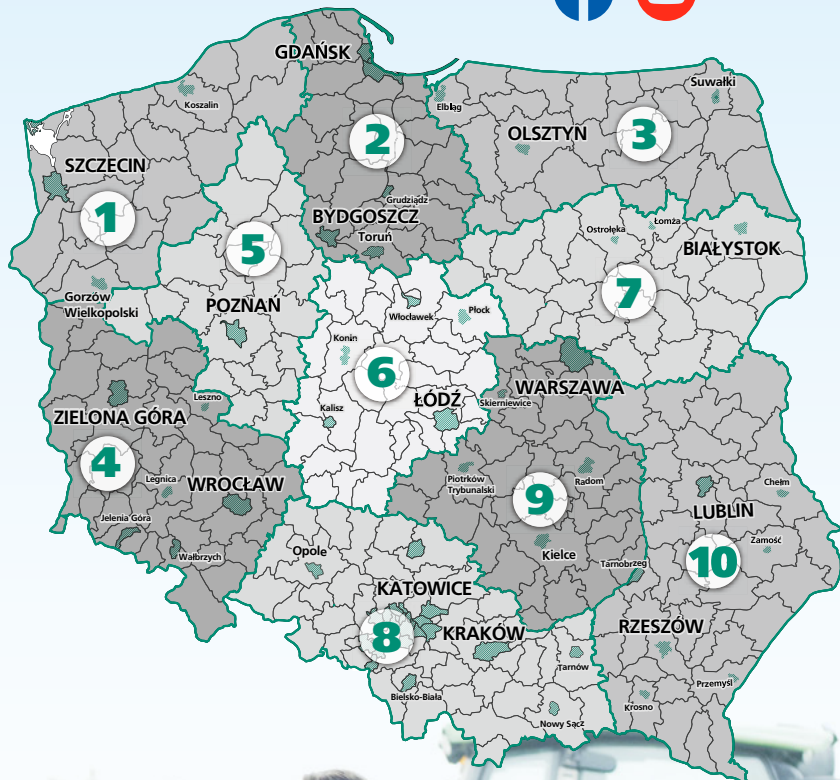 GDAŃSK
Koszalin
Elbląg
Suwałki
2
3
OLSZTYN
SZCZECIN
Grudziądz
1
BYDGOSZCZ
Toruń
5
Ostrołęka
Łomża
BIAŁYSTOK
7
Gorzów
Wielkopolski
POZNAŃ
Włocławek
Płock
Konin
6
WARSZAWA
Leszno
Kalisz
ŁÓDŹ
Skierniewice
ZIELONA GÓRA
4
Legnica
WROCŁAW
Piotrków
Trybunalski
9
Radom
Chełm
LUBLIN
Jelenia Góra
Wałbrzych
Opole
Kielce
Zamość
Tarnobrzeg
10
KATOWICE
8
KRAKÓW
RZESZÓW
Tarnów
Przemyśl
Bielsko-Biała
Krosno
Nowy Sącz